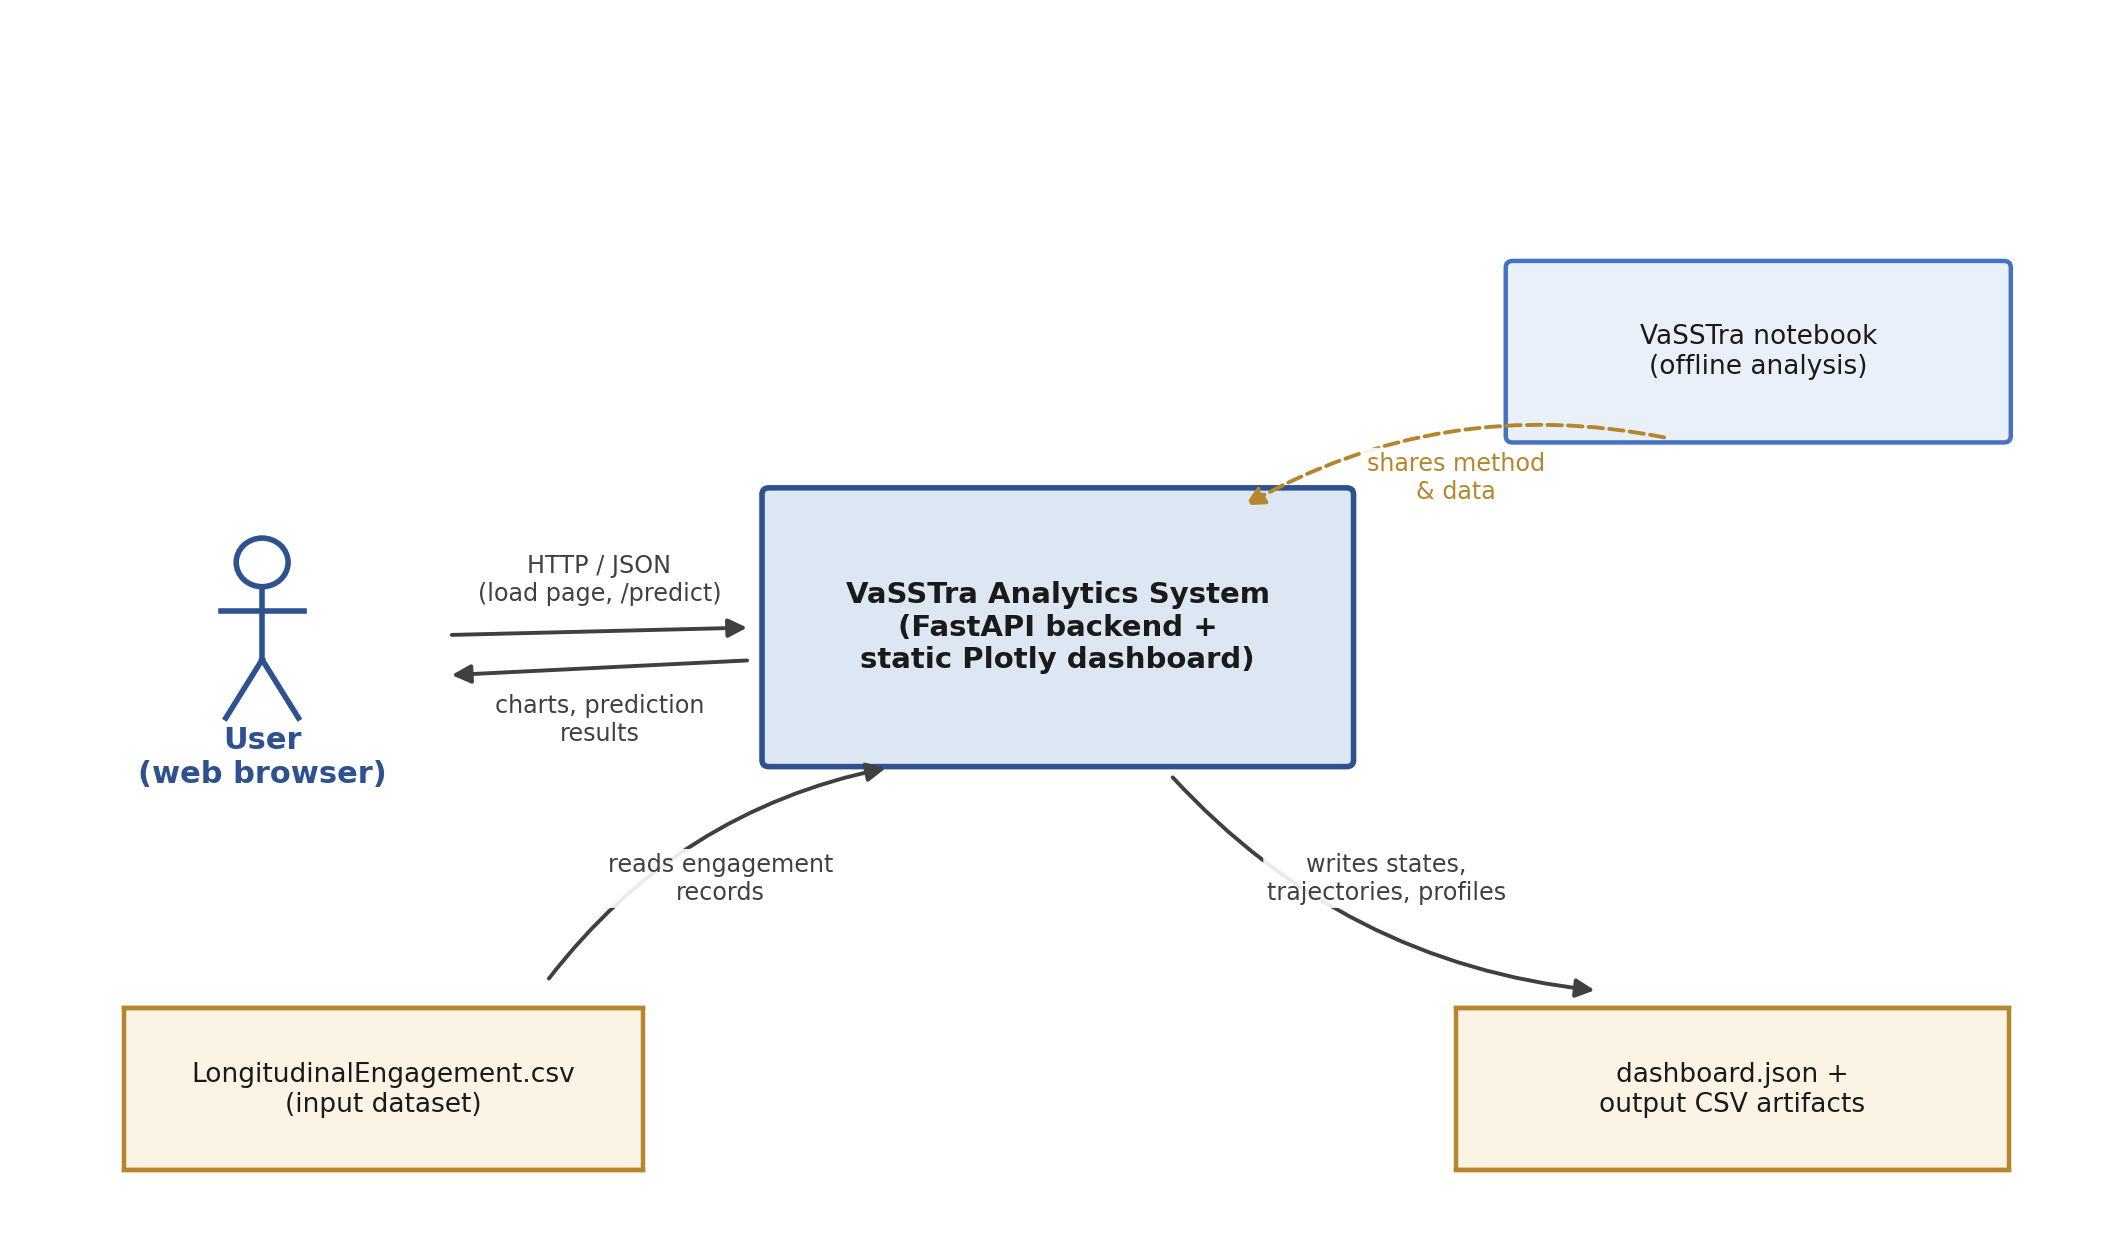 VaSSTra notebook
(offline analysis)
shares method
& data
HTTP / JSON
(load page, /predict)
VaSSTra Analytics System
(FastAPI backend +
static Plotly dashboard)
charts, prediction
results
User
(web browser)
reads engagement
records
writes states,
trajectories, profiles
LongitudinalEngagement.csv
(input dataset)
dashboard.json +
output CSV artifacts